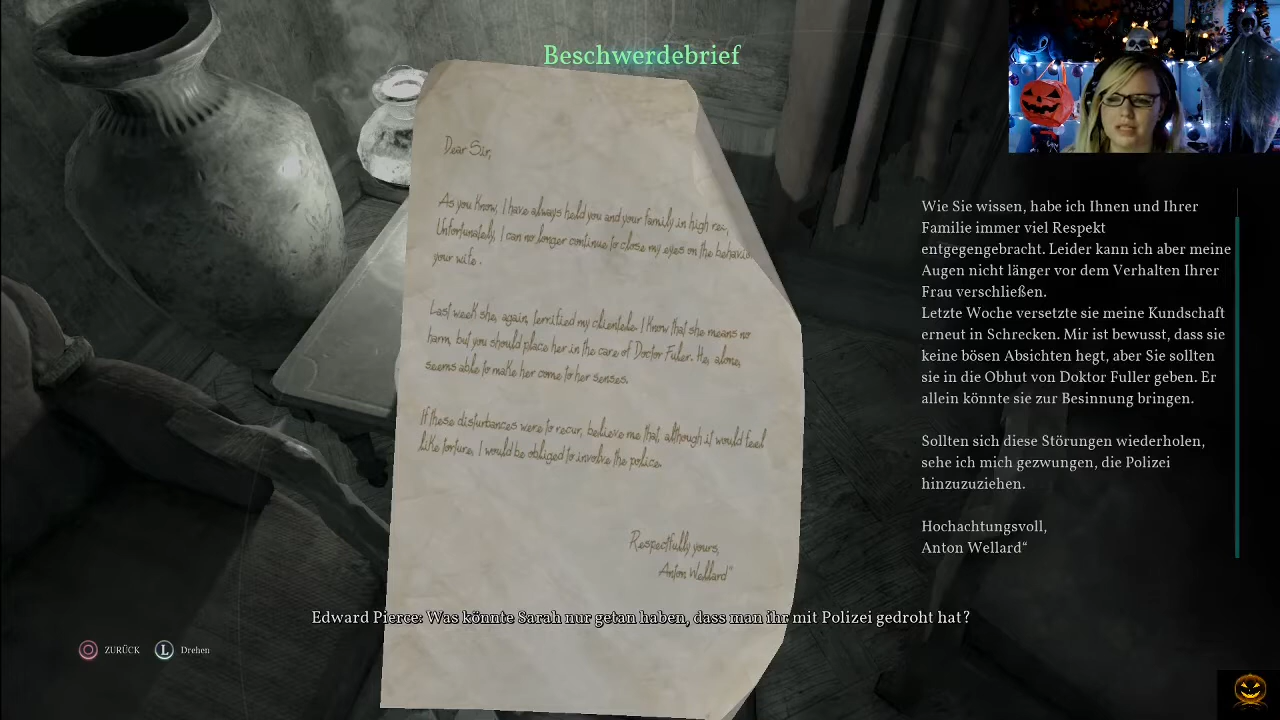 Beschwerdebrief
Dear Sir,
As you know, I have always held you and your family in high
Unfortunately, I can no longer continue to close my eyes on the
your wife.
Last week she, again, terrified my clientele. I know that she means no
harm, but you should place her in the care of Doctor Fuller. He, alone,
seems able to make her come to her senses.
If these disturbances were to recur, believe me that, although it would feel
like torture, I would be obliged to involve the police.
Respectfully yours,
Anton Wellard"
Wie Sie wissen, habe ich Ihnen und Ihrer
Familie immer viel Respekt
entgegengebracht. Leider kann ich aber meine
Augen nicht länger vor dem Verhalten Ihrer
Frau verschließen.
Letzte Woche versetzte sie meine Kundschaft
erneut in Schrecken. Mir ist bewusst, dass sie
keine bösen Absichten hegt, aber Sie sollten
sie in die Obhut von Doktor Fuller geben. Er
allein könnte sie zur Besinnung bringen.
Sollten sich diese Störungen wiederholen,
sehe ich mich gezwungen, die Polizei
hinzuzuziehen.
Hochachtungsvoll,
Anton Wellard“
Edward Pierce: Was könnte Sarah nur getan haben, dass man ihr mit Polizei gedroht hat?
ZURÜCK L Drehen